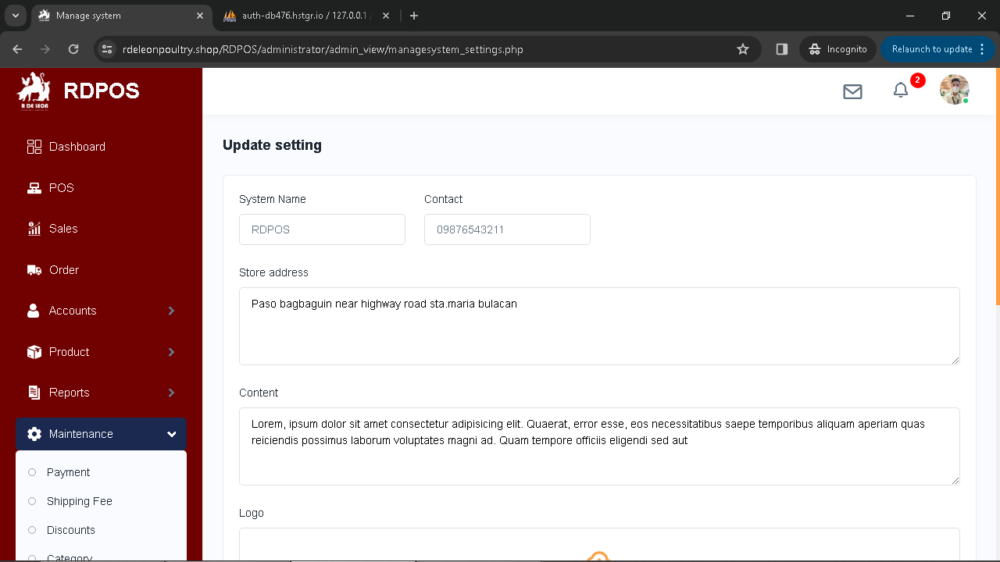 Manage system
auth-db476.hstgr.io / 127.0.0.1 /
rdeleonpoultry.shop/RDPOS/administrator/admin_view/managesystem_settings.php
Incognito
Relaunch to update
R DE LEON
RDPOS
2
Dashboard
POS
Sales
Order
Accounts
Product
Reports
Maintenance
Payment
Shipping Fee
Discounts
Category
Update setting
System Name
Contact
RDPOS
09876543211
Store address
Paso bagbaguin near highway road sta.maria bulacan
Content
Lorem, ipsum dolor sit amet consectetur adipisicing elit. Quaerat, error esse, eos necessitatibus saepe temporibus aliquam aperiam quas
reiciendis possimus laborum voluptates magni ad. Quam tempore officiis eligendi sed aut
Logo